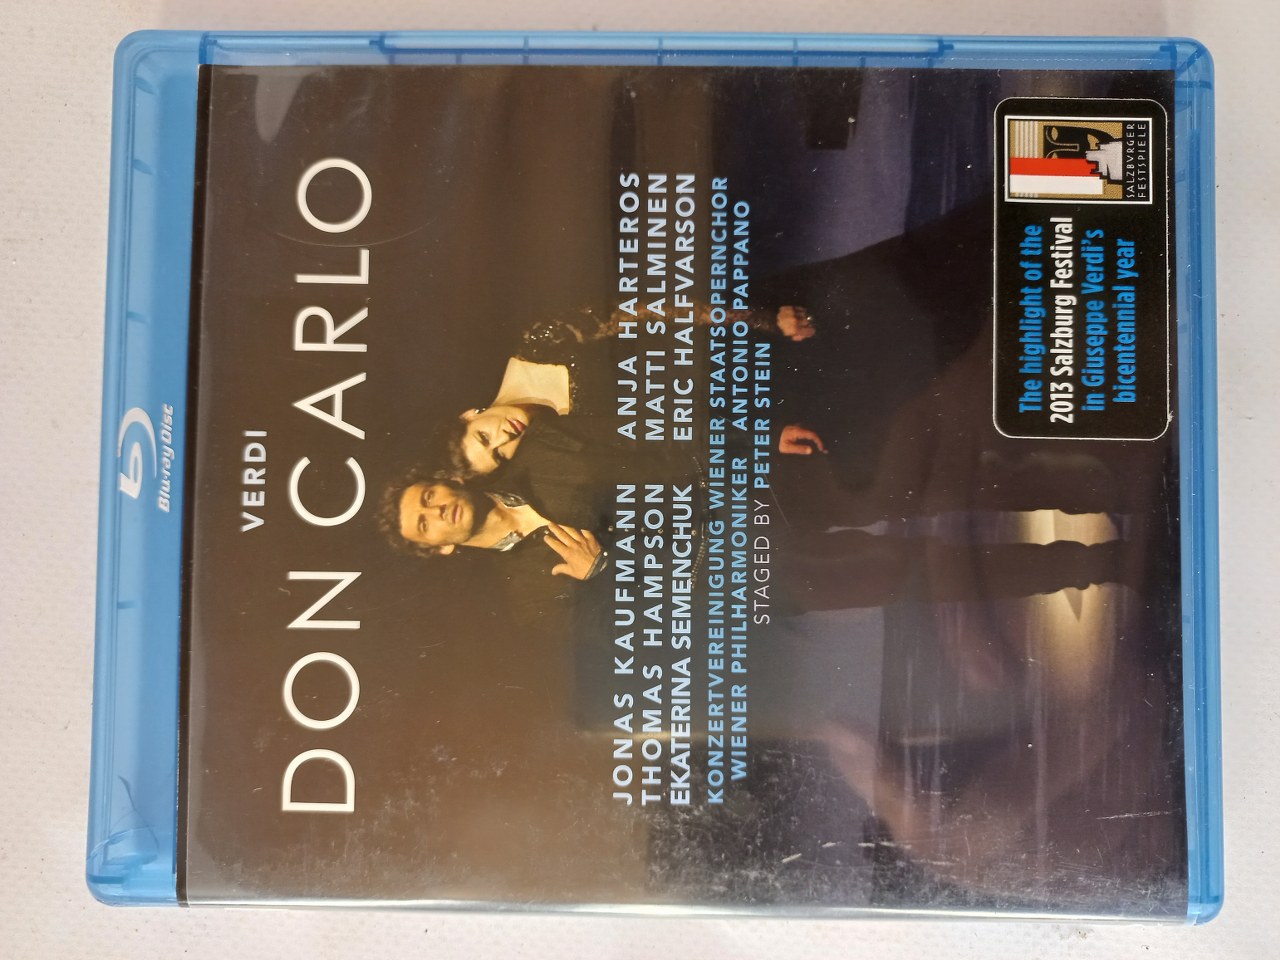 Blu-ray Disc
VERDI
DON CARLO
JONAS KAUFMANN ANJA HARTEROS
THOMAS HAMPSON MATTI SALMINEN
EKATERINA SEMENCHUK ERIC HALFVARSON
KONZERTVEREINIGUNG WIENER STAATSOPERNCHOR
WIENER PHILHARMONIKER ANTONIO PAPPANO
STAGED BY PETER STEIN
The highlight of the
2013 Salzburg Festival
in Giuseppe Verdi's
bicentennial year
SALZBVRGER
FESTSPIELE